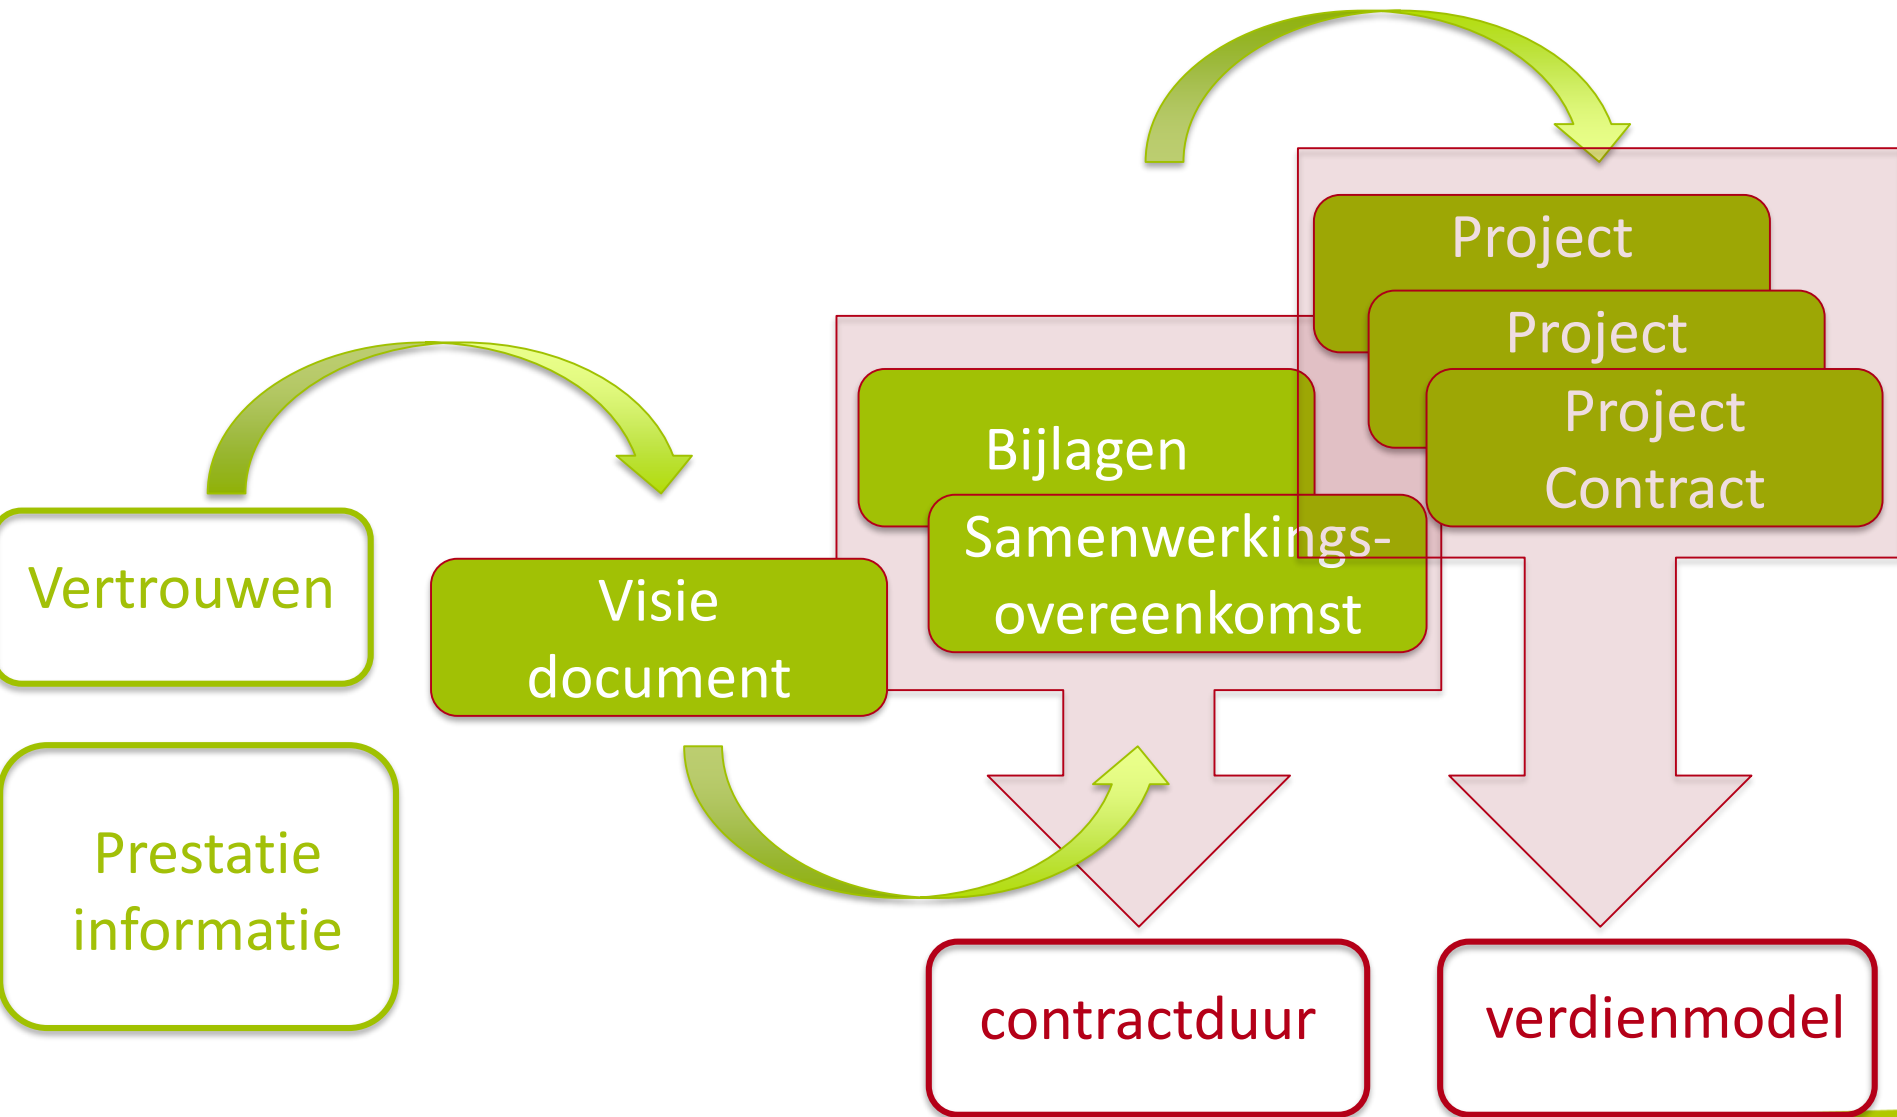 Vertrouwen
Prestatie
informatie
Visie
document
Bijlagen
Samenwerkings-
overeenkomst
Project
Project
Project
Contract
contractduur
verdienmodel